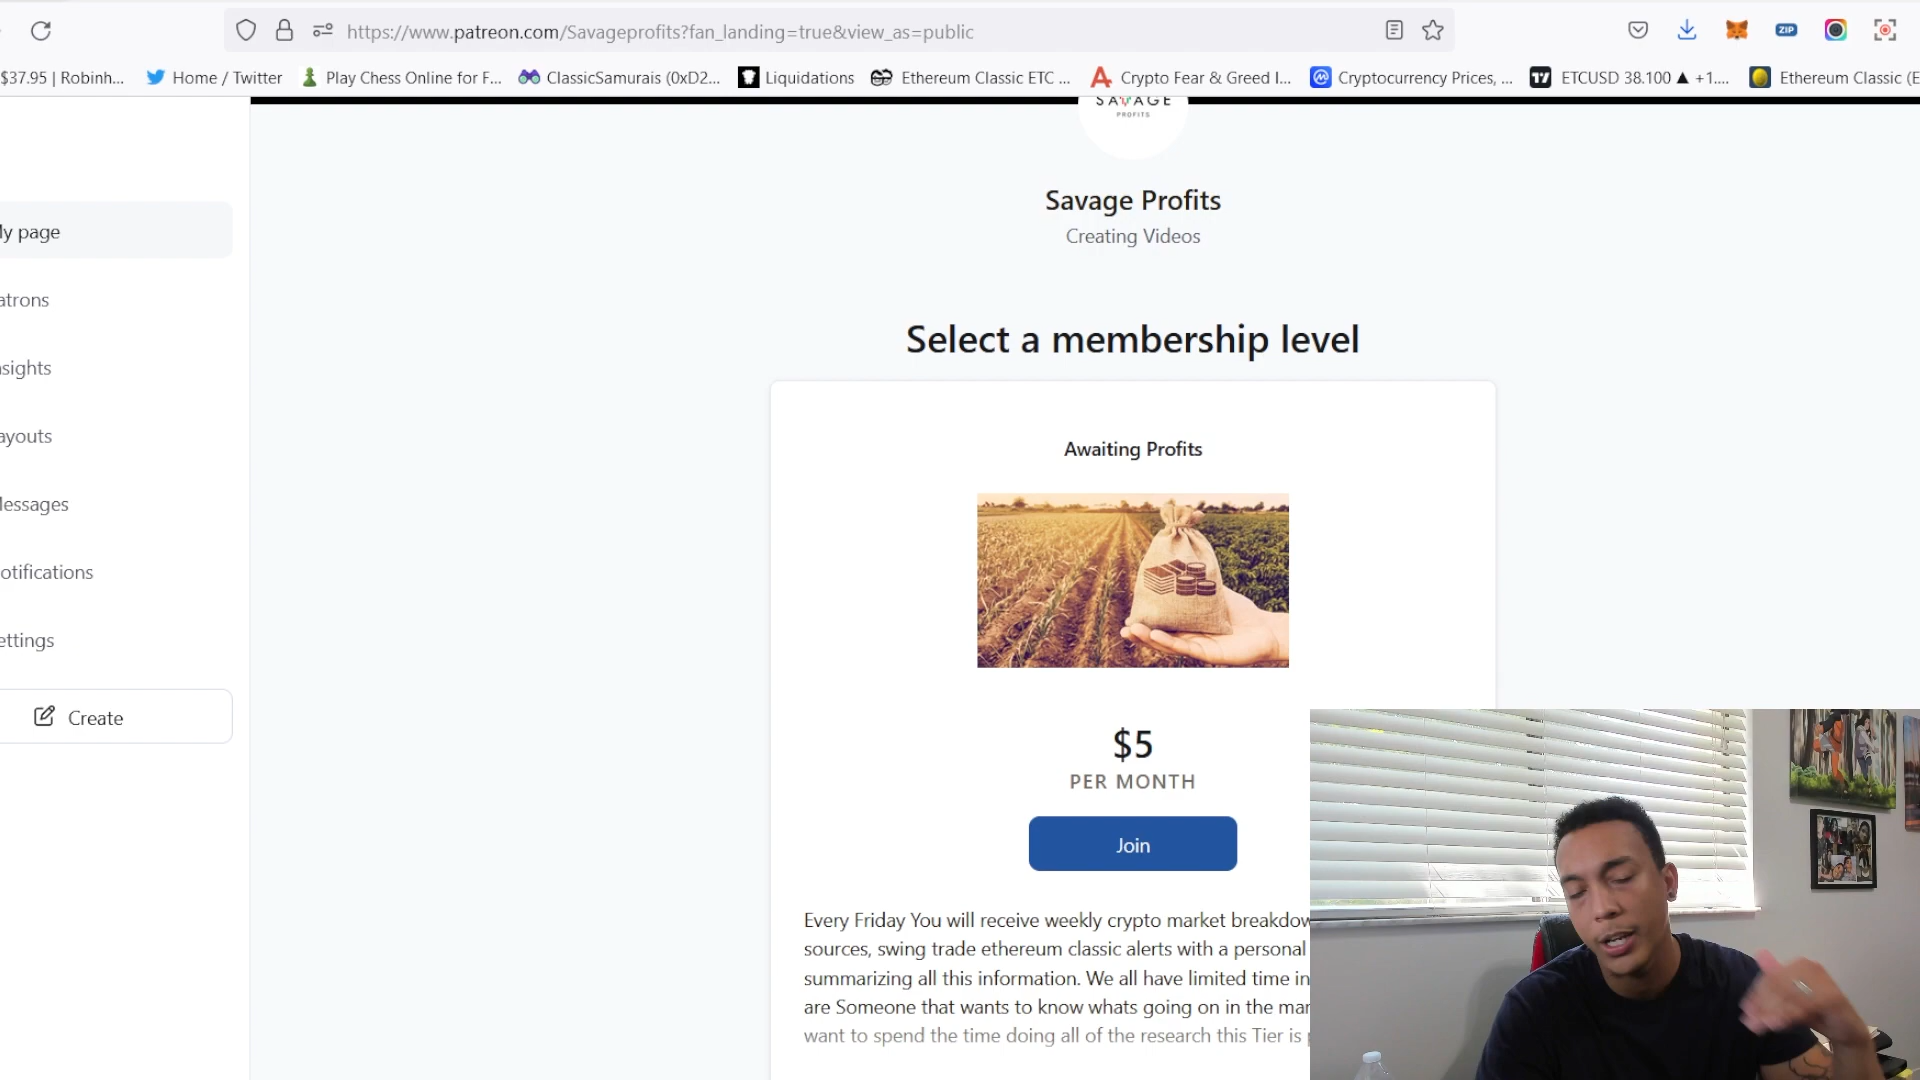 https://www.patreon.com/Savageprofits?fan_landing=true&view_as=public
ZIP
$37.95 | Robinh...
Home / Twitter
Play Chess Online for F...
ClassicSamurais (0xD2...
Liquidations
Ethereum Classic ETC ...
Crypto Fear & Greed I...
Cryptocurrency Prices, ...
ETCUSD 38.100 ▲ +1....
Ethereum Classic (E
SAVAGE
PROFITS
Savage Profits
Creating Videos
My page
atrons
nsights
ayouts
Messages
otifications
ettings
Create
Select a membership level
Awaiting Profits
$5
PER MONTH
Join
Every Friday You will receive weekly crypto market breakdow
sources, swing trade ethereum classic alerts with a personal
summarizing all this information. We all have limited time in
are Someone that wants to know whats going on in the mar
want to spend the time doing all of the research this Tier is